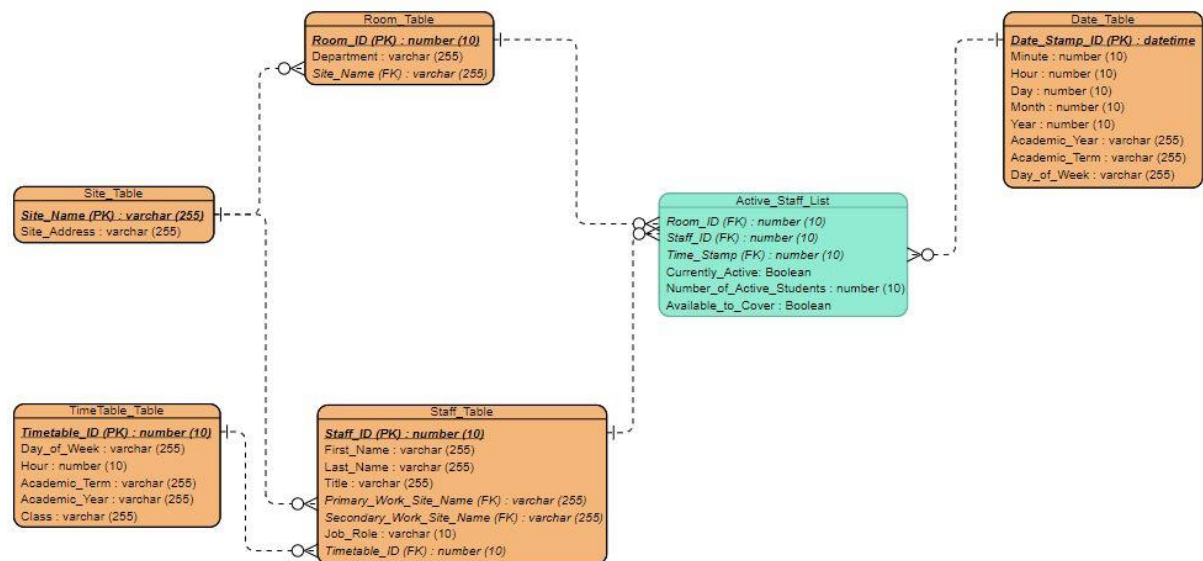 Room_Table
Room_ID (PK) : number (10)
Department : varchar (255)
Site_Name (FK) : varchar (255)
Date_Table
Date_Stamp_ID (PK) : datetime
Minute : number (10)
Hour : number (10)
Day : number (10)
Month : number (10)
Year : number (10)
Academic_Year : varchar (255)
Academic_Term : varchar (255)
Day_of_Week : varchar (255)
Site_Table
Site_Name (PK) : varchar (255)
Site_Address : varchar (255)
Active_Staff_List
Room_ID (FK) : number (10)
Staff_ID (FK) : number (10)
Time_Stamp (FK) : number (10)
Currently_Active: Boolean
Number_of_Active_Students : number (10)
Available_to_Cover : Boolean
TimeTable_Table
Timetable_ID (PK) : number (10)
Day_of_Week : varchar (255)
Hour : number (10)
Academic_Term : varchar (255)
Academic_Year : varchar (255)
Class : varchar (255)
Staff_Table
Staff_ID (PK) : number (10)
First_Name : varchar (255)
Last_Name : varchar (255)
Title : varchar (255)
Primary_Work_Site_Name (FK) : varchar (255)
Secondary_Work_Site_Name (FK) : varchar (255)
Job_Role : varchar (10)
Timetable_ID (FK) : number (10)